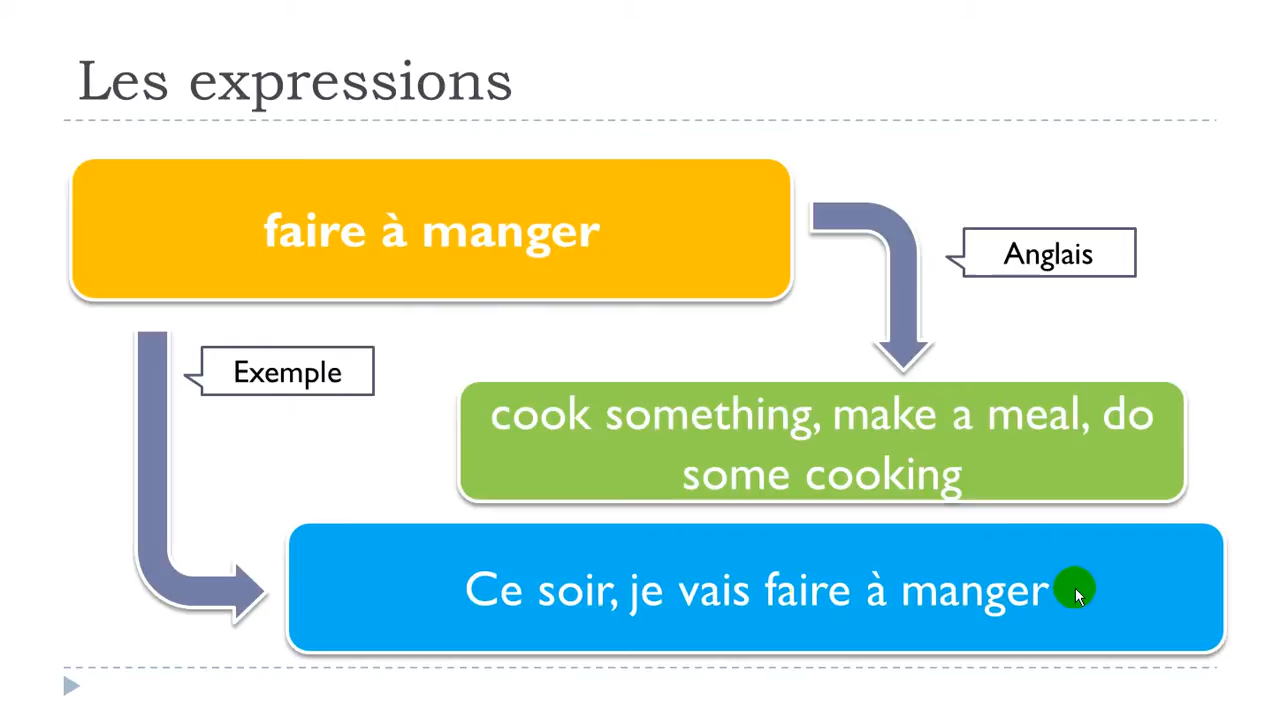 Les expressions
faire à manger
Anglais
Exemple
cook something, make a meal, do
some cooking
Ce soir, je vais faire à manger